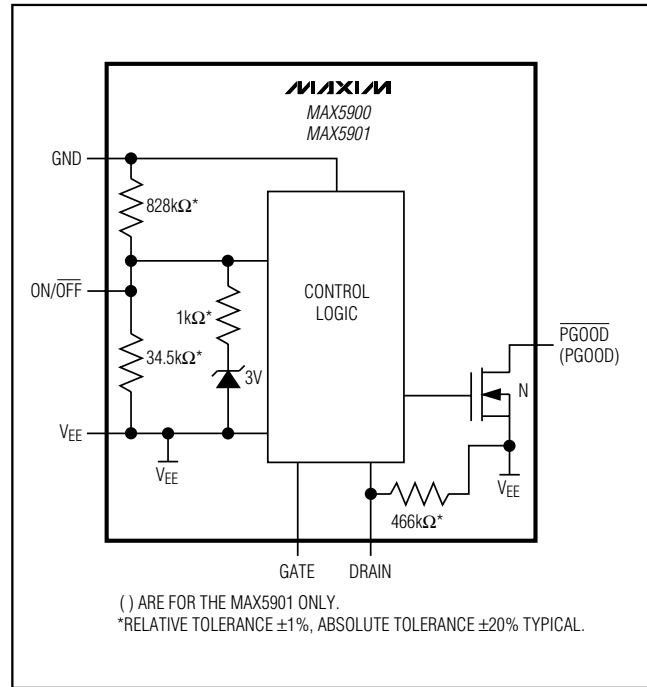 MAXIM
MAX5900
MAX5901
GND
828kΩ*
ON/OFF
1kΩ*
CONTROL
LOGIC
PGOOD
(PGOOD)
34.5kΩ*
3V
N
VEE
VEE
VEE
466kΩ*
GATE
DRAIN
( ) ARE FOR THE MAX5901 ONLY.
*RELATIVE TOLERANCE ±1%, ABSOLUTE TOLERANCE ±20% TYPICAL.